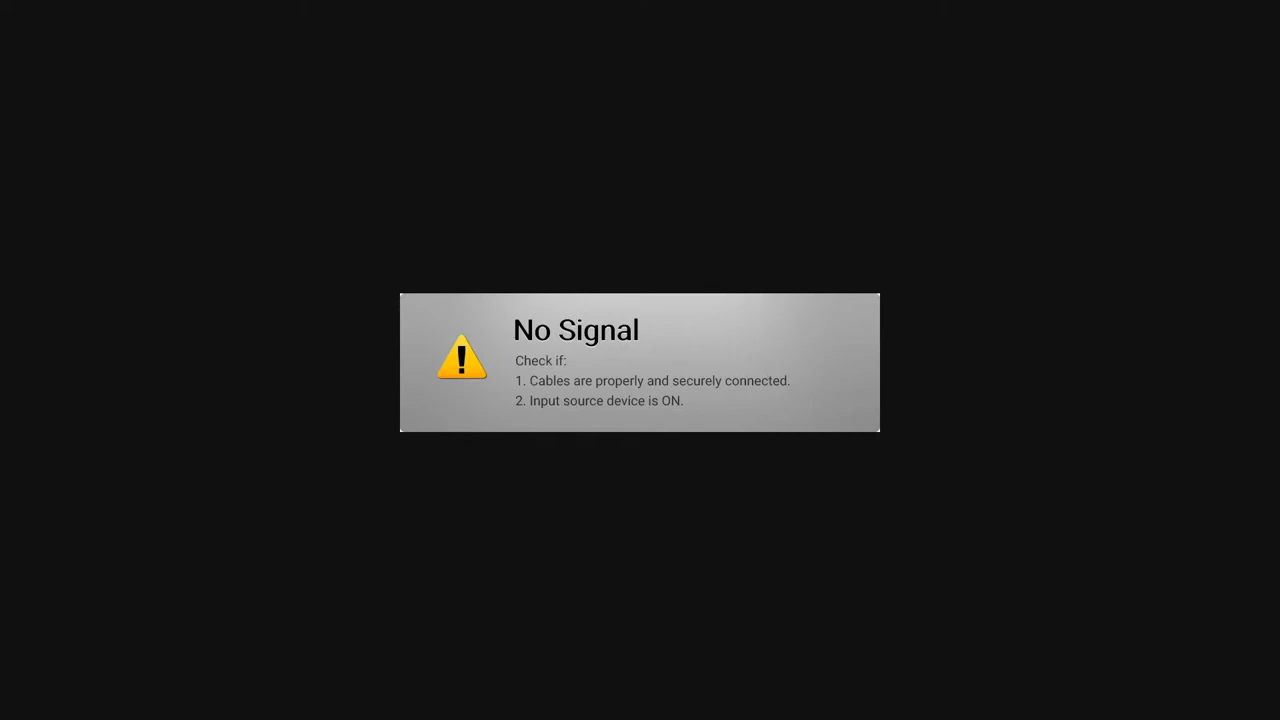 No Signal
Check if:
1. Cables are properly and securely connected.
2. Input source device is ON.